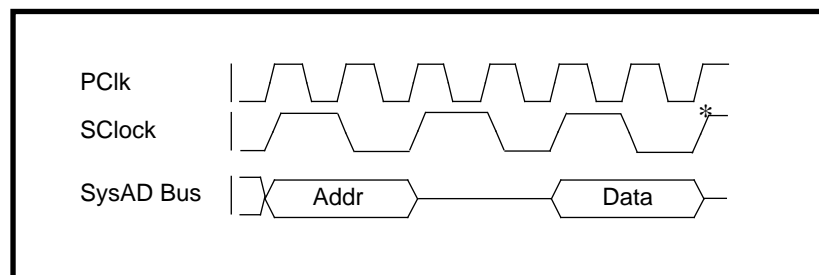 PClk
SClock
*
SysAD Bus
Addr
Data